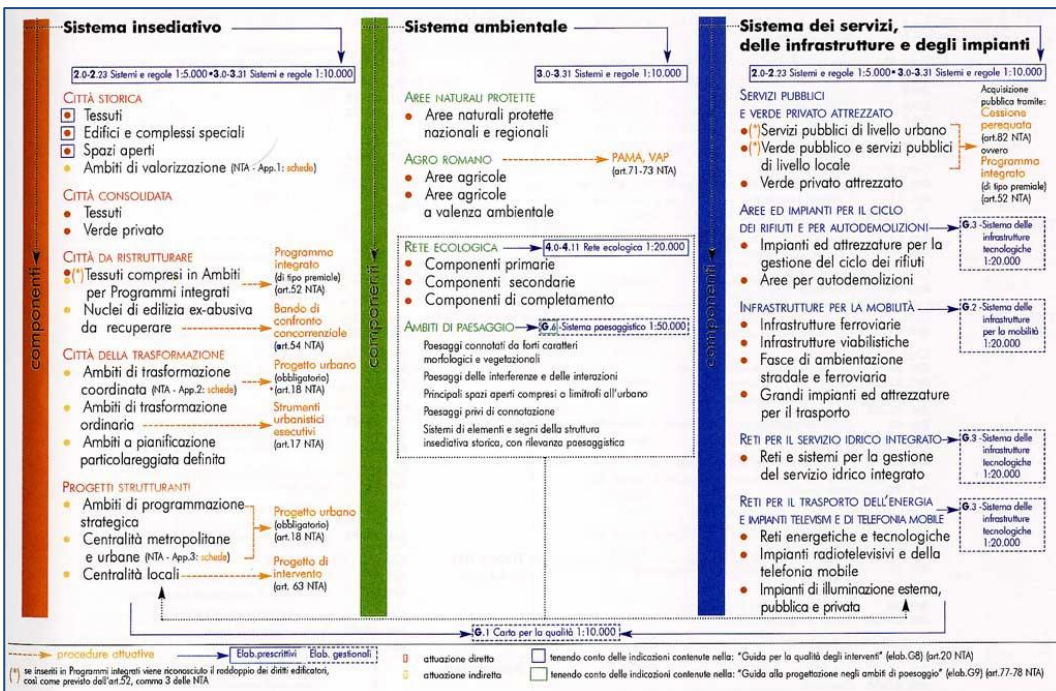 Sistema insediativo
2.0-2.23 Sistemi e regole 1:5.000 • 3.0-3.31 Sistemi e regole 1:10.000
CITTÀ STORICA
Tessuti
Edifici e complessi speciali
Spazi aperti
Ambiti di valorizzazione (NTA - App.1: schede)
CITTÀ CONSOLIDATA
Tessuti
Verde privato
CITTÀ DA RISTRUTTURARE
(*) Tessuti compresi in Ambiti
per Programmi integrati
Programma
integrato
(di tipo premiale)
(art.52 NTA)
Nuclei di edilizia ex-abusiva
da recuperare
Bando di
confronto
concorrenziale
(art.54 NTA)
CITTÀ DELLA TRASFORMAZIONE
Ambiti di trasformazione
coordinata (NTA - App.2: schede)
Progetto urbano
(obbligatorio)
(art.18 NTA)
Ambiti di trasformazione
ordinaria
Strumenti
urbanistici
esecutivi
(art.17 NTA)
Ambiti a pianificazione
particolareggiata definita
PROGETTI STRUTTURANTI
Ambiti di programmazione
strategica
Centralità metropolitane
e urbane (NTA - App.3: schede)
Progetto urbano
(obbligatorio)
(art.18 NTA)
Centralità locali
Progetto di
intervento
(art. 63 NTA)
componenti
Sistema ambientale
3.0-3.31 Sistemi e regole 1:10.000
AREE NATURALI PROTETTE
Aree naturali protette
nazionali e regionali
AGRO ROMANO
PAMA, VAP
(art.71-73 NTA)
Aree agricole
Aree agricole
a valenza ambientale
RETE ECOLOGICA
4.0-4.11 Rete ecologica 1:20.000
Componenti primarie
Componenti secondarie
Componenti di completamento
AMBITI DI PAESAGGIO
G.6 -Sistema paesaggistico 1:50.000
Paesaggi connotati da forti caratteri
morfologici e vegetazionali
Paesaggi delle interferenze e delle interazioni
Principali spazi aperti compresi o limitrofi all'urbano
Paesaggi privi di connotazione
Sistemi di elementi e segni della struttura
insediativa storica, con rilevanza paesaggistica
componenti
Sistema dei servizi,
delle infrastrutture e degli impianti
2.0-2.23 Sistemi e regole 1:5.000 • 3.0-3.31 Sistemi e regole 1:10.000
SERVIZI PUBBLICI
E VERDE PRIVATO ATTREZZATO
(*) Servizi pubblici di livello urbano
(*) Verde pubblico e servizi pubblici
di livello locale
Verde privato attrezzato
Acquisizione
pubblica tramite:
Cessione
perequata
(art.82 NTA)
ovvero
Programma
integrato
(di tipo premiale)
(art.52 NTA)
AREE ED IMPIANTI PER IL CICLO
DEI RIFIUTI E PER AUTODEMOLIZIONI
G.3 -Sistema delle
infrastrutture
tecnologiche
1:20.000
Impianti ed attrezzature per la
gestione del ciclo dei rifiuti
Aree per autodemolizioni
INFRASTRUTTURE PER LA MOBILITÀ
G.2 -Sistema delle
infrastrutture
per la mobilità
1:20.000
Infrastrutture ferroviarie
Infrastrutture viabilistiche
Fasce di ambientazione
stradale e ferroviaria
Grandi impianti ed attrezzature
per il trasporto
RETI PER IL SERVIZIO IDRICO INTEGRATO
G.3 -Sistema delle
infrastrutture
tecnologiche
1:20.000
Reti e sistemi per la gestione
del servizio idrico integrato
RETI PER IL TRASPORTO DELL'ENERGIA
E IMPIANTI TELEVISIVI E DI TELEFONIA MOBILE
G.3 -Sistema delle
infrastrutture
tecnologiche
1:20.000
Reti energetiche e tecnologiche
Impianti radiotelevisivi e della
telefonia mobile
Impianti di illuminazione esterna,
pubblica e privata
componenti
G.1 Carta per la qualità 1:10.000
procedure attuative
Elab.prescrittivi
Elab. gestionali
attuazione diretta
attuazione indiretta
tenendo conto delle indicazioni contenute nella: "Guida per la qualità degli interventi" (elab.G8) (art.20 NTA)
tenendo conto delle indicazioni contenute nella: "Guida alla progettazione negli ambiti di paesaggio" (elab.G9) (art.77-78 NTA)
(*) se inseriti in Programmi integrati viene riconosciuto il raddoppio dei diritti edificatori,
così come previsto dell'art.52, comma 3 delle NTA